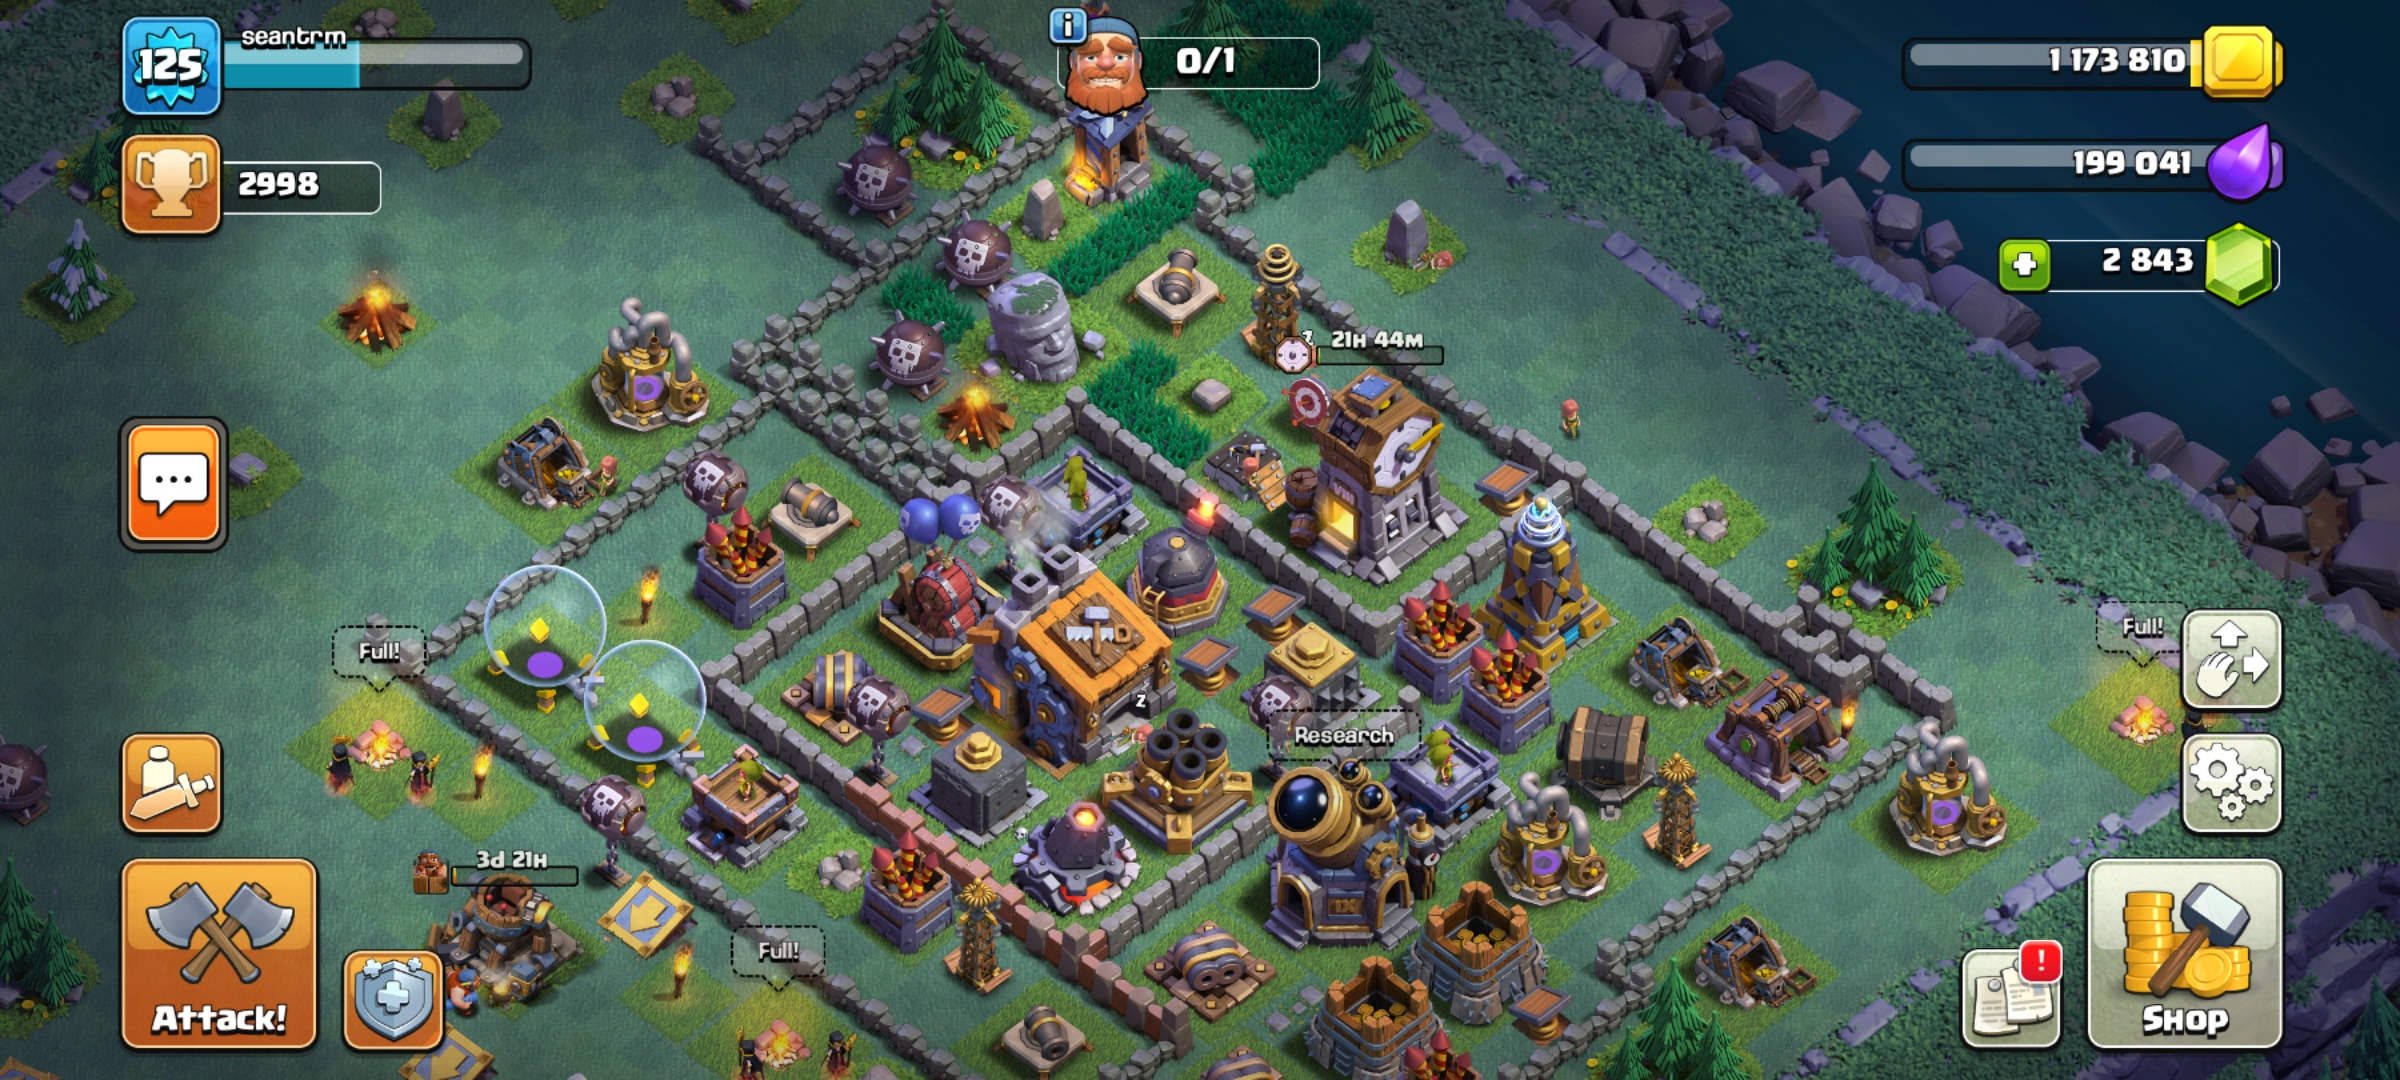 125
seantrm
0/1
1 173 810
2998
199 041
2 843
21H 44M
Full!
Full!
Research
3d 21H
Full!
IX
Attack!
!
Shop